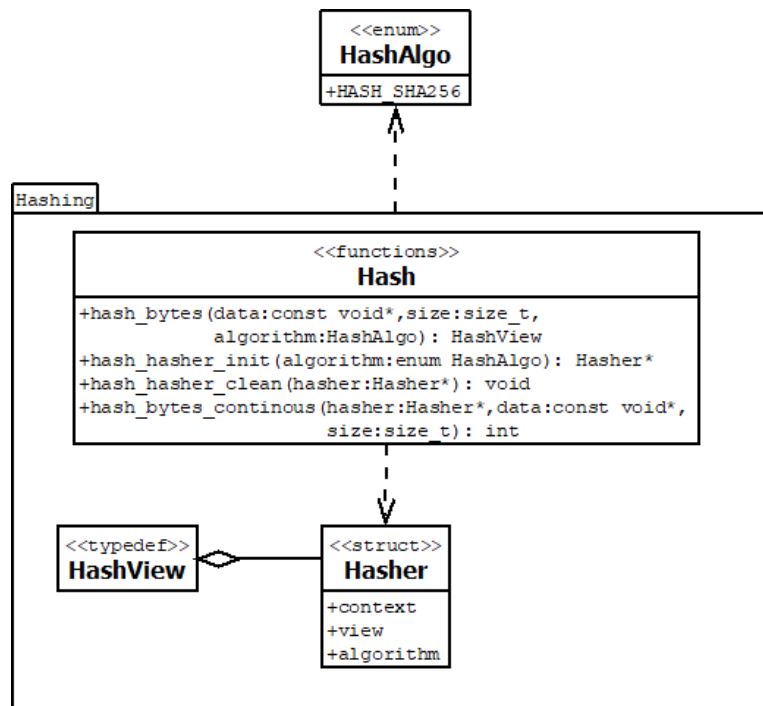 <<enum>>
HashAlgo
+HASH_SHA256
Hashing
<<functions>>
Hash
+hash_bytes(data:const void*,size:size_t,
algorithm:HashAlgo): HashView
+hash_hasher_init(algorithm:enum HashAlgo): Hasher*
+hash_hasher_clean(hasher:Hasher*): void
+hash_bytes_continous(hasher:Hasher*,data:const void*,
size:size_t): int
<<typedef>>
HashView
<<struct>>
Hasher
+context
+view
+algorithm